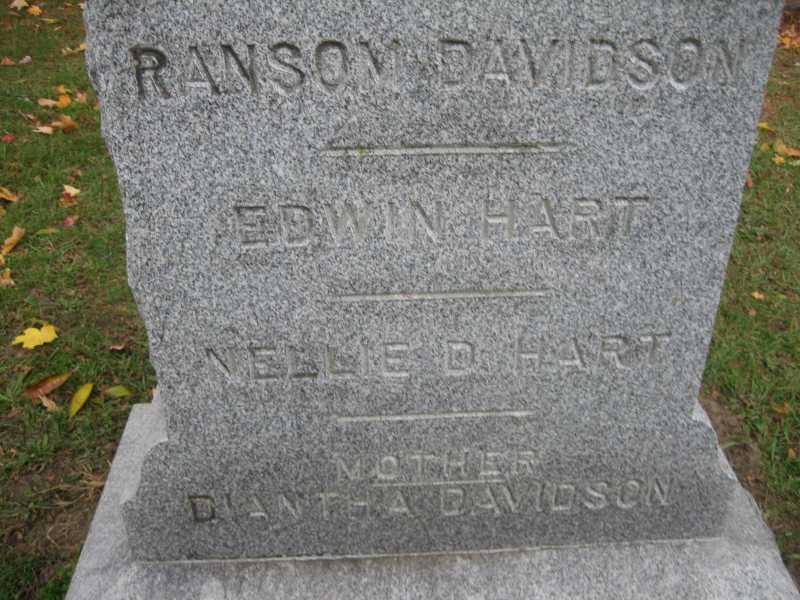 RANSOM DAVIDSON
EDWIN HART
NELLIE D. HART
MOTHER
DIANTHA DAVIDSON